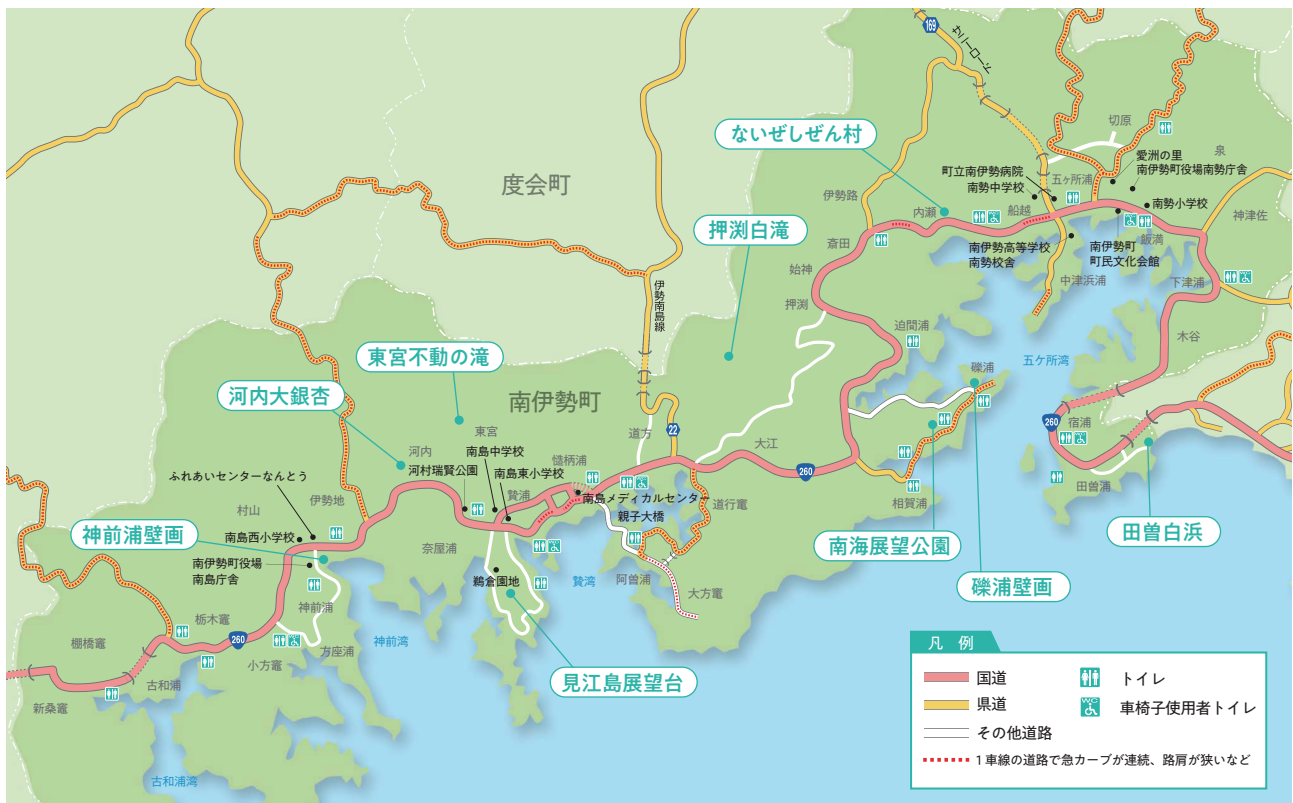 169
サニーロード
切原
ないぜしぜん村
泉
愛洲の里
町立南伊勢病院
南伊勢町役場南勢庁舎
五ヶ所浦
南勢中学校
度会町
伊勢路
内瀬
船越
南勢小学校
神津佐
押渕白滝
斎田
南伊勢高等学校
南勢校舎
南伊勢町
町民文化会館
飯満
始神
中津浜浦
下津浦
伊勢南島線
押渕
迫間浦
木谷
東宮不動の滝
礫浦
五ケ所湾
河内大銀杏
南伊勢町
260
宿浦
22
東宮
道方
大江
河内
南島中学校
慥柄浦
河村瑞賢公園
南島東小学校
260
ふれあいセンターなんとう
贄浦
田曽浦
伊勢地
南島メディカルセンター
相賀浦
村山
親子大橋
道行竈
神前浦壁画
南島西小学校
南海展望公園
田曽白浜
奈屋浦
南伊勢町役場
南島庁舎
鵜倉園地
贄湾
阿曽浦
礫浦壁画
大方竈
神前浦
栃木竈
260
棚橋竈
神前湾
方座浦
小方竈
見江島展望台
古和浦
新桑竈
古和浦湾
凡例
国道
トイレ
県道
WC
車椅子使用者トイレ
その他道路
1車線の道路で急カーブが連続、路肩が狭いなど